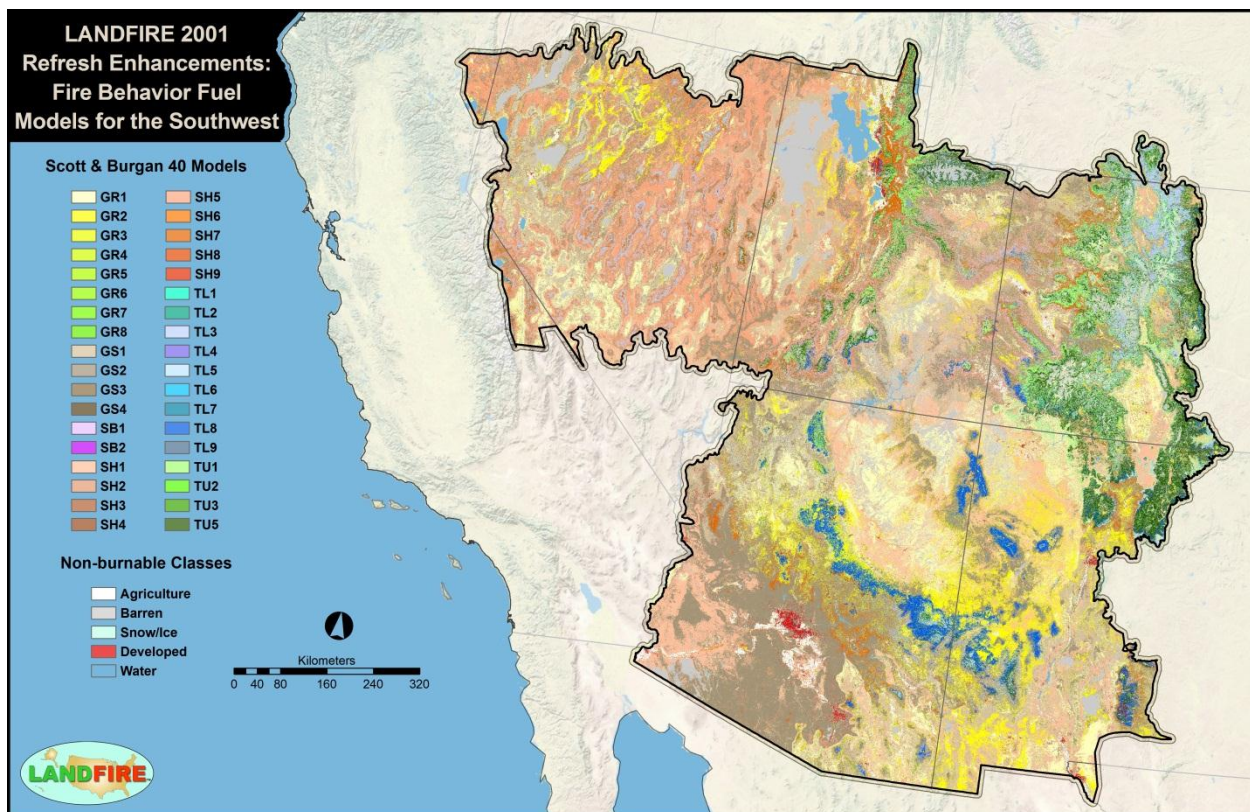 LANDFIRE 2001
Refresh Enhancements:
Fire Behavior Fuel
Models for the Southwest
Scott & Burgan 40 Models
GR1
GR2
GR3
GR4
GR5
GR6
GR7
GR8
GS1
GS2
GS3
GS4
SB1
SB2
SH1
SH2
SH3
SH4
SH5
SH6
SH7
SH8
SH9
TL1
TL2
TL3
TL4
TL5
TL6
TL7
TL8
TL9
TU1
TU2
TU3
TU5
Non-burnable Classes
Agriculture
Barren
Snow/Ice
Developed
Water
Kilometers
0 40 80 160 240 320
LANDFIRE